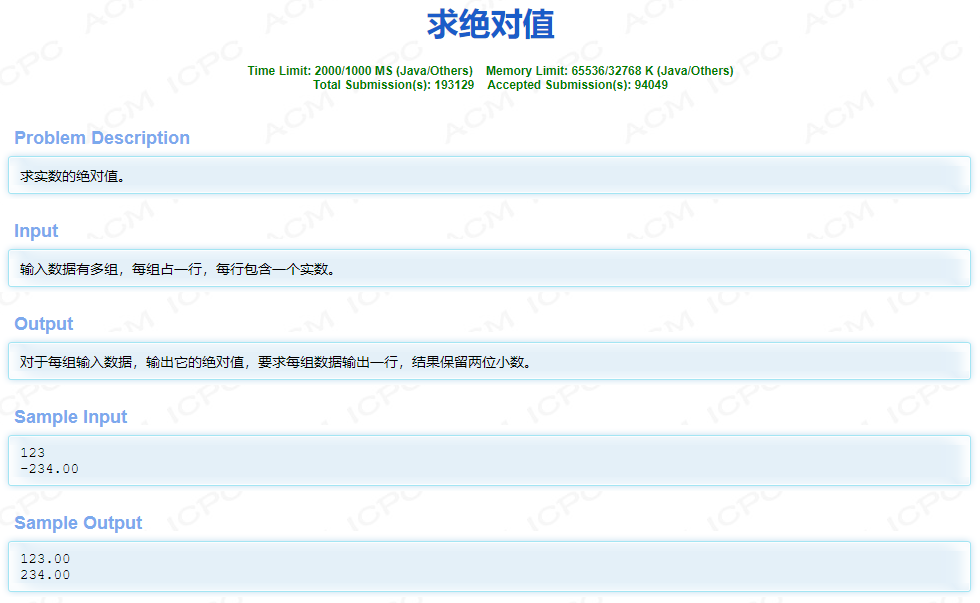 求绝对值
Time Limit: 2000/1000 MS (Java/Others)    Memory Limit: 65536/32768 K (Java/Others)
Total Submission(s): 193129    Accepted Submission(s): 94049
Problem Description
求实数的绝对值。
Input
输入数据有多组，每组占一行，每行包含一个实数。
Output
对于每组输入数据，输出它的绝对值，要求每组数据输出一行，结果保留两位小数。
Sample Input
123
-234.00
Sample Output
123.00
234.00